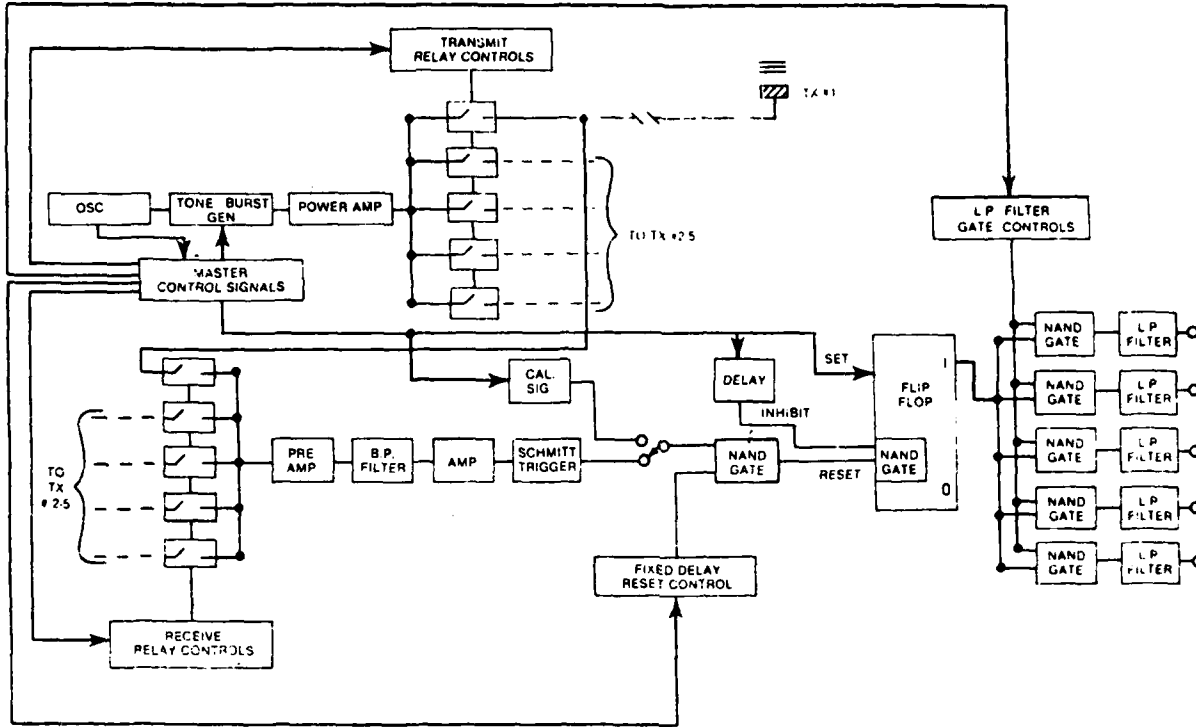 TRANSMIT
RELAY CONTROLS
TX #1
OSC
TONE BURST
GEN
POWER AMP
TO TX #2-5
L.P. FILTER
GATE CONTROLS
MASTER
CONTROL SIGNALS
CAL.
SIG
DELAY
SET
INHIBIT
FLIP
FLOP
1
NAND
GATE
0
RESET
TO
TX
# 2-5
PRE
AMP
B.P.
FILTER
AMP
SCHMITT
TRIGGER
NAND
GATE
FIXED DELAY
RESET CONTROL
RECEIVE
RELAY CONTROLS
NAND
GATE
L.P.
FILTER
NAND
GATE
L.P.
FILTER
NAND
GATE
L.P.
FILTER
NAND
GATE
L.P.
FILTER
NAND
GATE
L.P.
FILTER